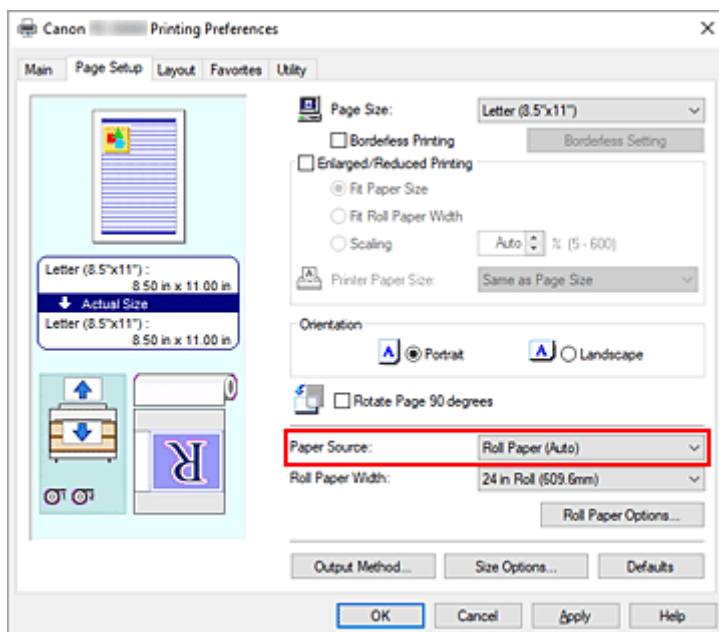 Canon Printing Preferences
Main Page Setup Layout Favorites Utility
Page Size: Letter (8.5"x11")
Borderless Printing Borderless Setting
Enlarged/Reduced Printing
Fit Paper Size
Fit Roll Paper Width
Scaling Auto % (5 - 600)
Printer Paper Size: Same as Page Size
Letter (8.5"x11") :
8.50 in x 11.00 in
Actual Size
Letter (8.5"x11") :
8.50 in x 11.00 in
Orientation
A Portrait A Landscape
Rotate Page 90 degrees
R
Paper Source: Roll Paper (Auto)
Roll Paper Width: 24 in Roll (609.6mm)
Roll Paper Options...
Output Method... Size Options... Defaults
OK Cancel Apply Help